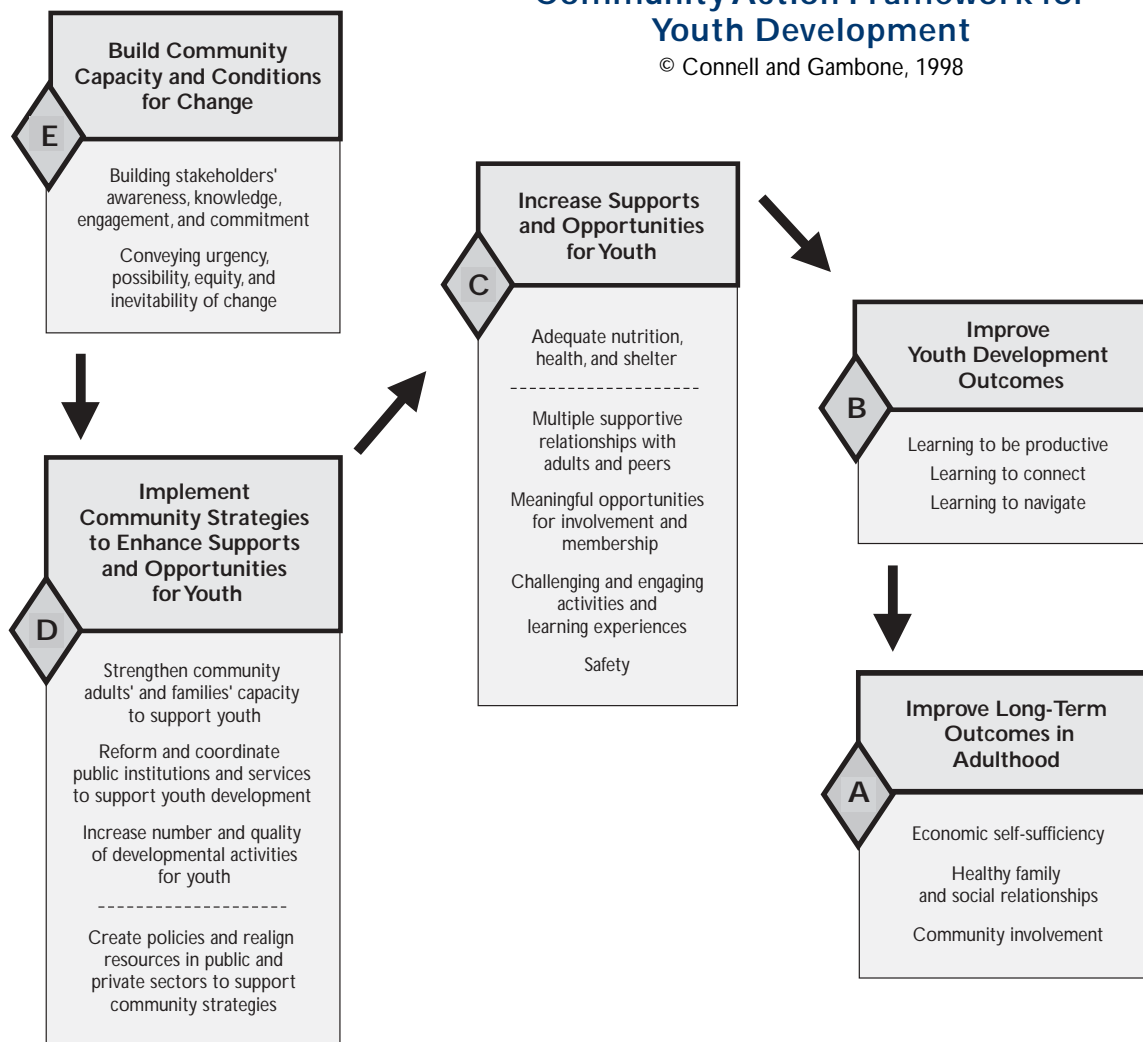 Community Action Framework for
Youth Development
© Connell and Gambone, 1998
E
Build Community
Capacity and Conditions
for Change
Building stakeholders'
awareness, knowledge,
engagement, and commitment
Conveying urgency,
possibility, equity, and
inevitability of change
D
Implement
Community Strategies
to Enhance Supports
and Opportunities
for Youth
Strengthen community
adults' and families' capacity
to support youth
Reform and coordinate
public institutions and services
to support youth development
Increase number and quality
of developmental activities
for youth
Create policies and realign
resources in public and
private sectors to support
community strategies
C
Increase Supports
and Opportunities
for Youth
Adequate nutrition,
health, and shelter
Multiple supportive
relationships with
adults and peers
Meaningful opportunities
for involvement and
membership
Challenging and engaging
activities and
learning experiences
Safety
B
Improve
Youth Development
Outcomes
Learning to be productive
Learning to connect
Learning to navigate
A
Improve Long-Term
Outcomes in
Adulthood
Economic self-sufficiency
Healthy family
and social relationships
Community involvement